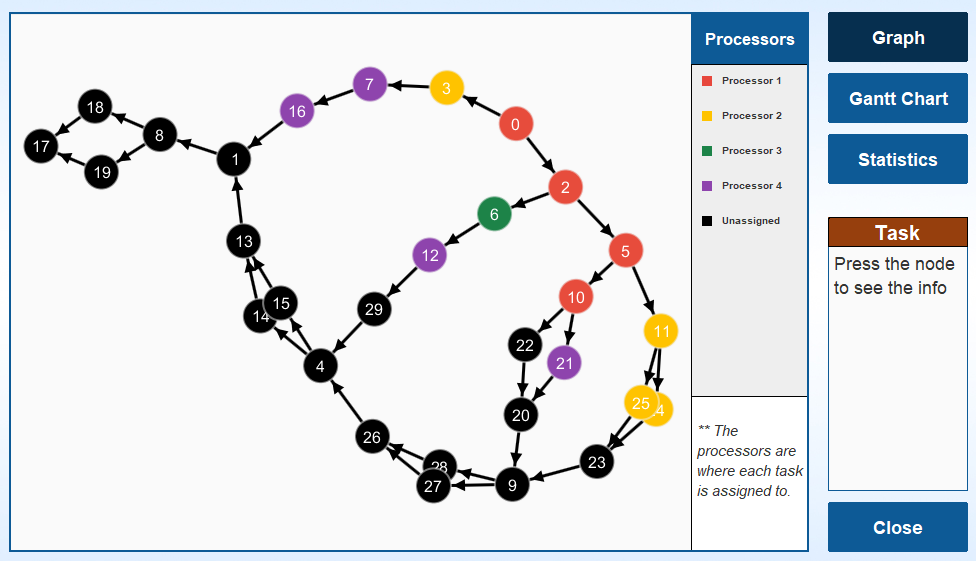 Processors
Graph
Processor 1
Processor 2
Processor 3
Processor 4
Unassigned
Gantt Chart
Statistics
Task
Press the node
to see the info
** The
processors are
where each task
is assigned to.
Close
7
3
18
16
0
8
17
1
19
2
6
13
5
12
10
15
29
14
11
22
21
4
25
4
20
26
23
28
9
27